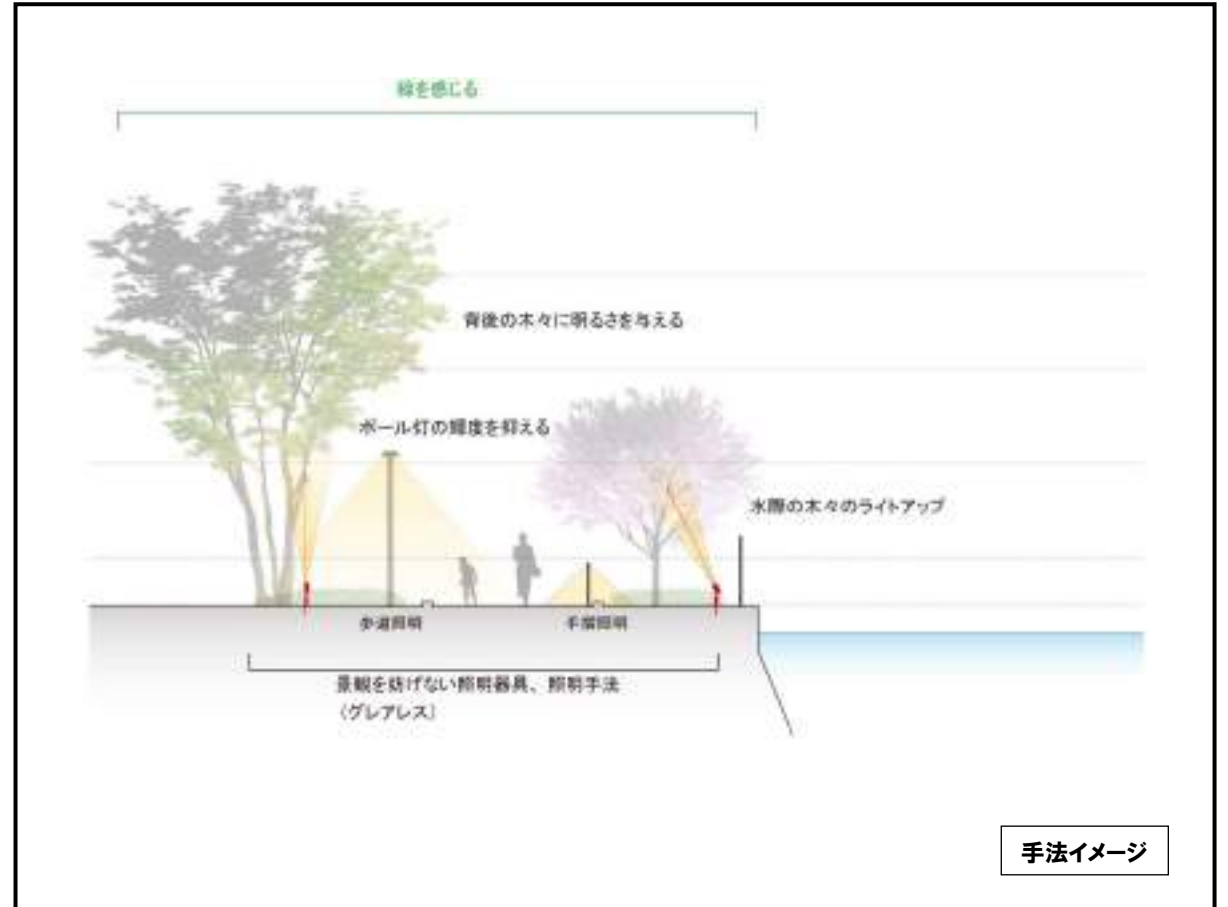 緑を感じる
背後の木々に明るさを与える
ポール灯の輝度を抑える
水際の木々のライトアップ
歩道照明
手摺照明
景観を妨げない照明器具、照明手法
（グレアレス）
手法イメージ